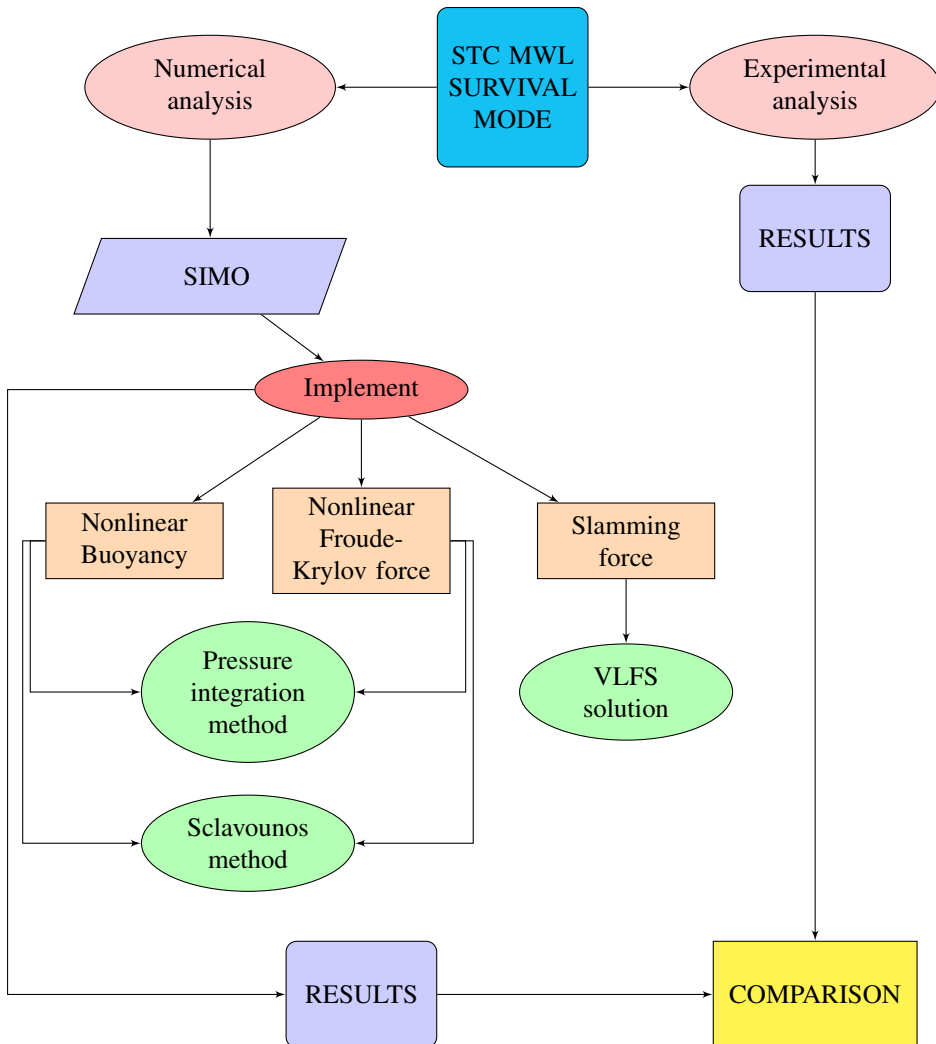 Numerical
analysis
STC MWL
SURVIVAL
MODE
Experimental
analysis
RESULTS
SIMO
Implement
Nonlinear
Buoyancy
Nonlinear
Froude-
Krylov force
Slamming
force
Pressure
integration
method
VLFS
solution
Sclavounos
method
RESULTS
COMPARISON